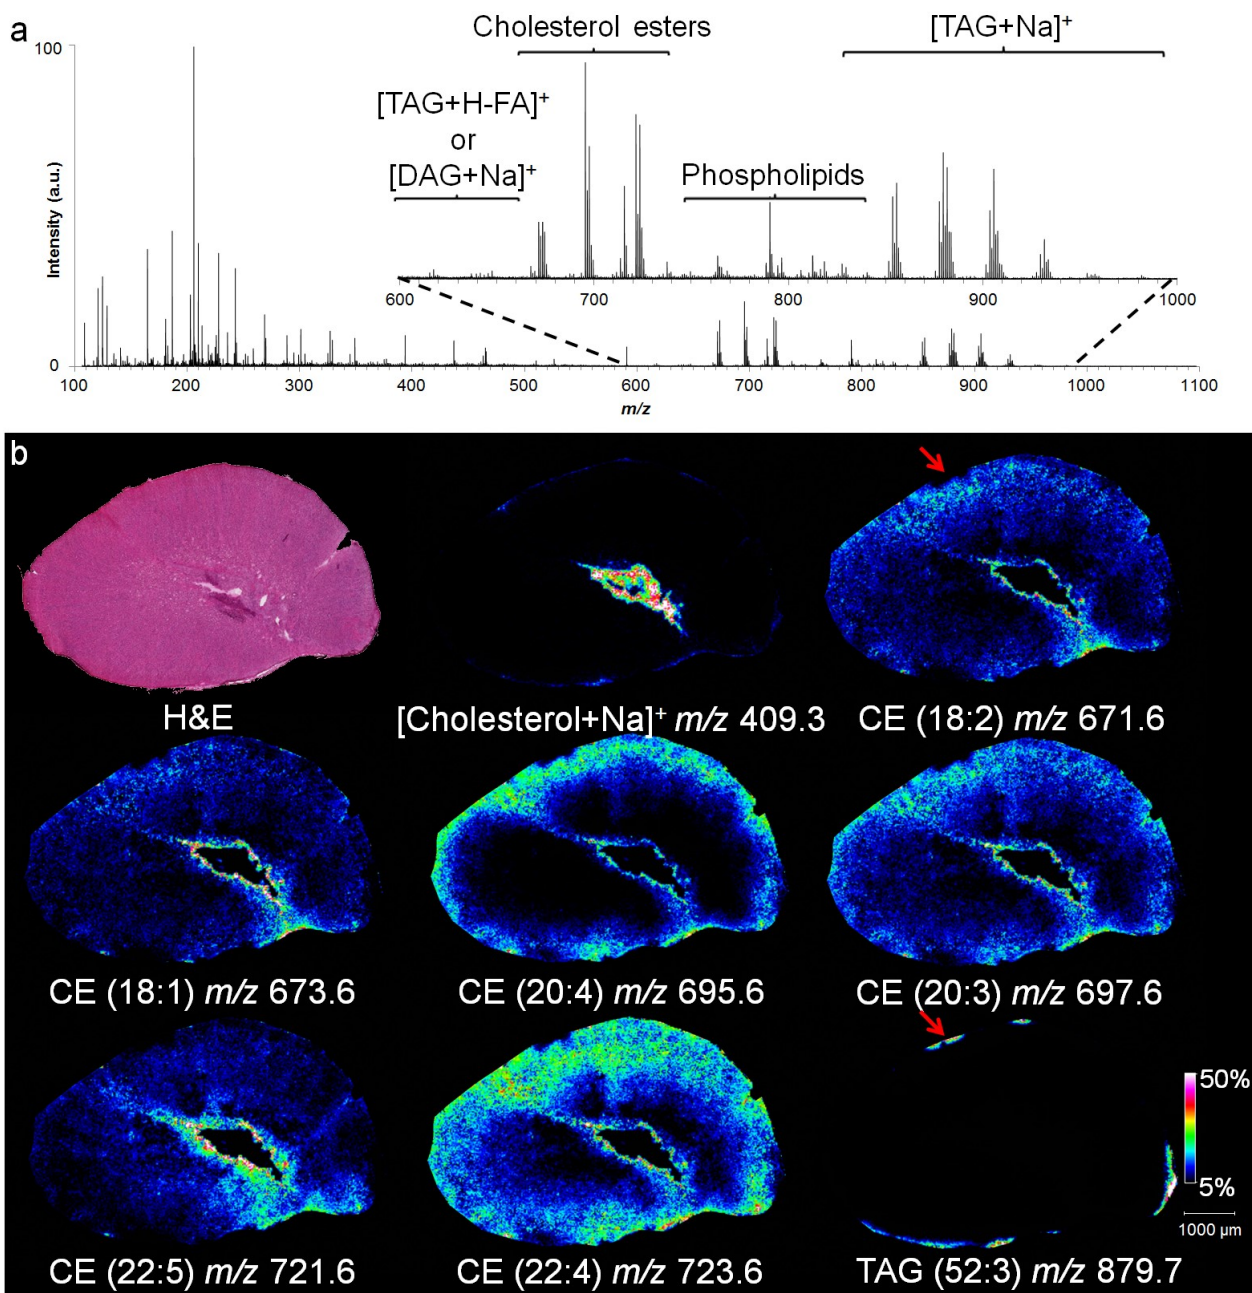 a
Cholesterol esters
[TAG+Na]⁺
[TAG+H-FA]⁺
or
[DAG+Na]⁺
Phospholipids
100
Intensity (a.u.)
0
600 700 800 900 1000
100 200 300 400 500 600 700 800 900 1000 1100
m/z
b
H&E
[Cholesterol+Na]⁺ m/z 409.3
CE (18:2) m/z 671.6
CE (18:1) m/z 673.6
CE (20:4) m/z 695.6
CE (20:3) m/z 697.6
50%
5%
1000 µm
CE (22:5) m/z 721.6
CE (22:4) m/z 723.6
TAG (52:3) m/z 879.7